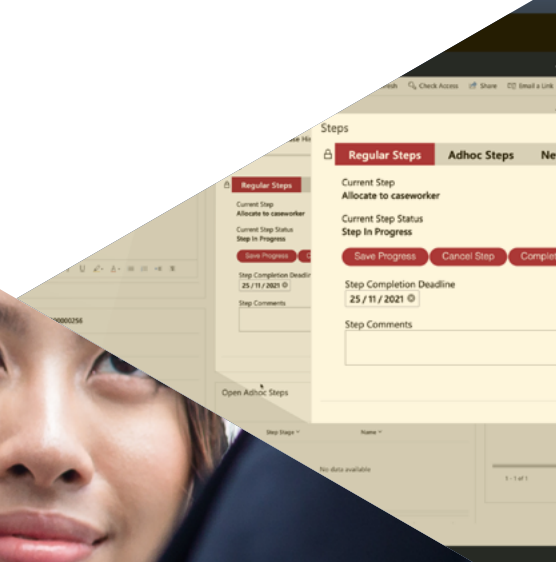 Check Access Share Email a Link
Steps
Regular Steps Adhoc Steps
Current Step
Allocate to caseworker
Current Step Status
Step In Progress
Save Progress Cancel Step
Step Completion Deadline
25 / 11 / 2021
Step Comments
Regular Steps
Current Step
Allocate to caseworker
Current Step Status
Step In Progress
Save Progress
Step Completion
25 / 11 / 2021
Step Comments
Open Adhoc Steps
Step Stage Name
No data available
1 - 1 of 1